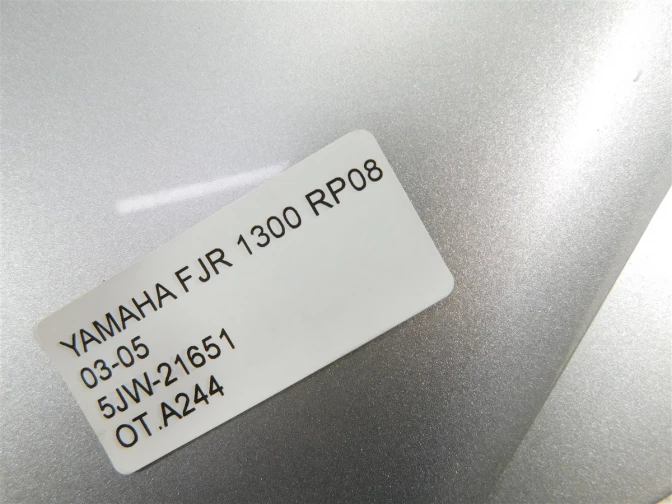 YAMAHA FJR 1300 RP08
03-05
5JW-21651
OT.A244